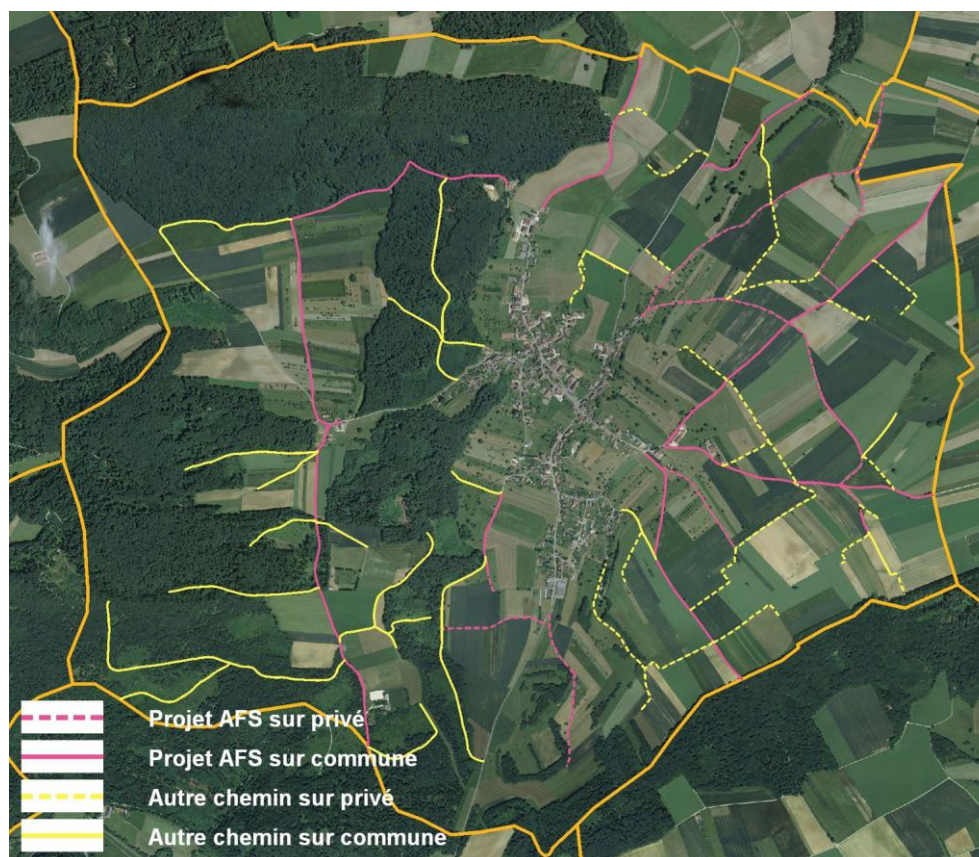 Projet AFS sur privé
Projet AFS sur commune
Autre chemin sur privé
Autre chemin sur commune